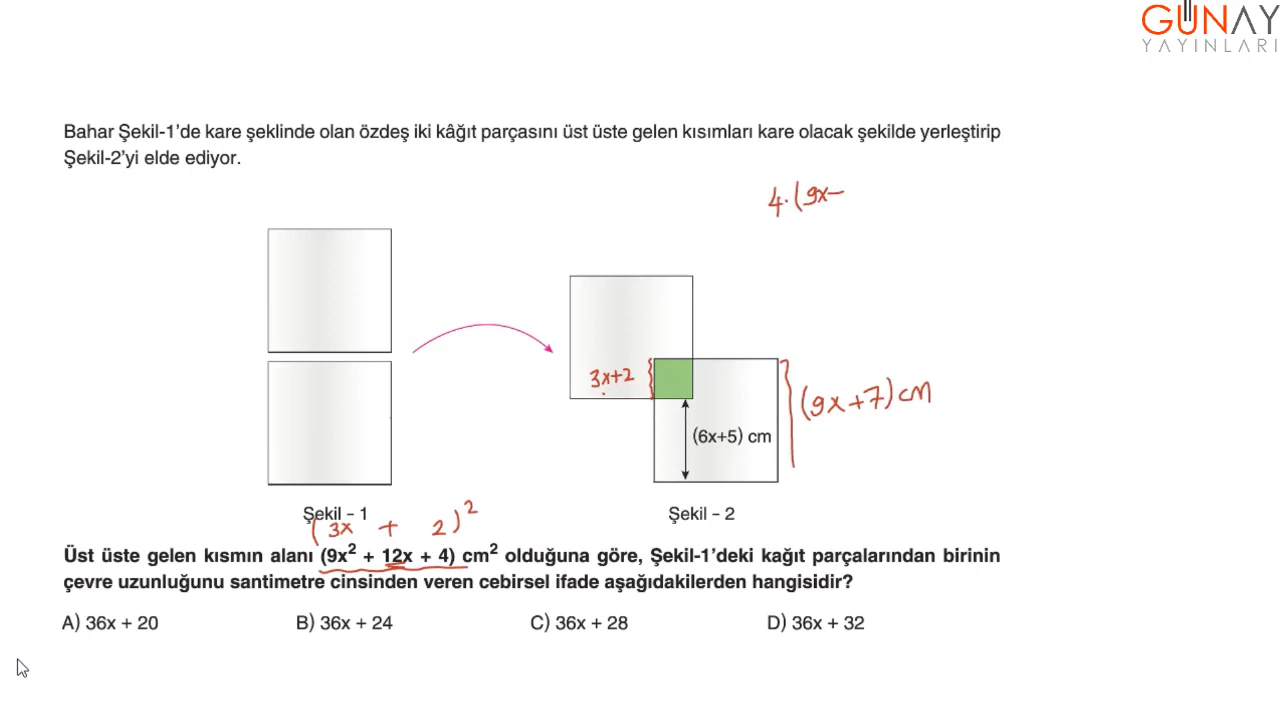 GÜNAY
YAYINLARI
Bahar Şekil-1'de kare şeklinde olan özdeş iki kâğıt parçasını üst üste gelen kısımları kare olacak şekilde yerleştirip
Şekil-2'yi elde ediyor.
4·(9x-
3x+2
(9x+7)cm
(6x+5) cm
Şekil - 1
Şekil - 2
(3x + 2)²
Üst üste gelen kısmın alanı (9x² + 12x + 4) cm² olduğuna göre, Şekil-1'deki kağıt parçalarından birinin
çevre uzunluğunu santimetre cinsinden veren cebirsel ifade aşağıdakilerden hangisidir?
A) 36x + 20
B) 36x + 24
C) 36x + 28
D) 36x + 32